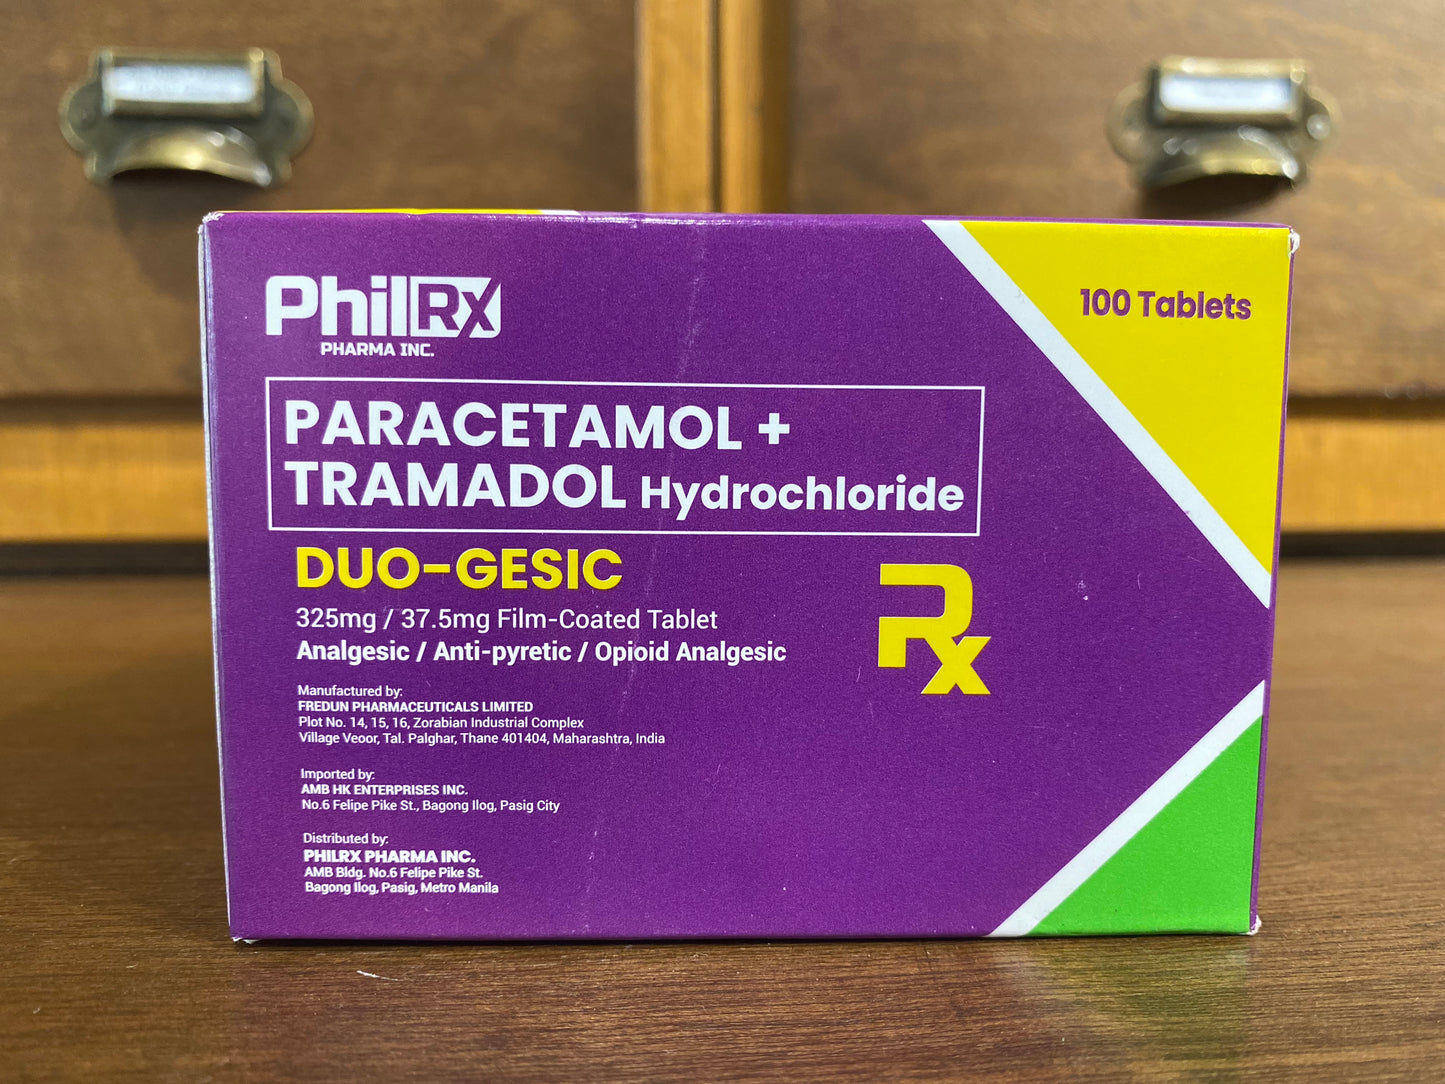 PhilRx
PHARMA INC.
100 Tablets
PARACETAMOL +
TRAMADOL Hydrochloride
DUO-GESIC
325mg / 37.5mg Film-Coated Tablet
Analgesic / Anti-pyretic / Opioid Analgesic
Rx
Manufactured by:
FREDUN PHARMACEUTICALS LIMITED
Plot No. 14, 15, 16, Zorabian Industrial Complex
Village Veoor, Tal. Palghar, Thane 401404, Maharashtra, India
Imported by:
AMB HK ENTERPRISES INC.
No.6 Felipe Pike St., Bagong Ilog, Pasig City
Distributed by:
PHILRX PHARMA INC.
AMB Bldg. No.6 Felipe Pike St.
Bagong Ilog, Pasig, Metro Manila